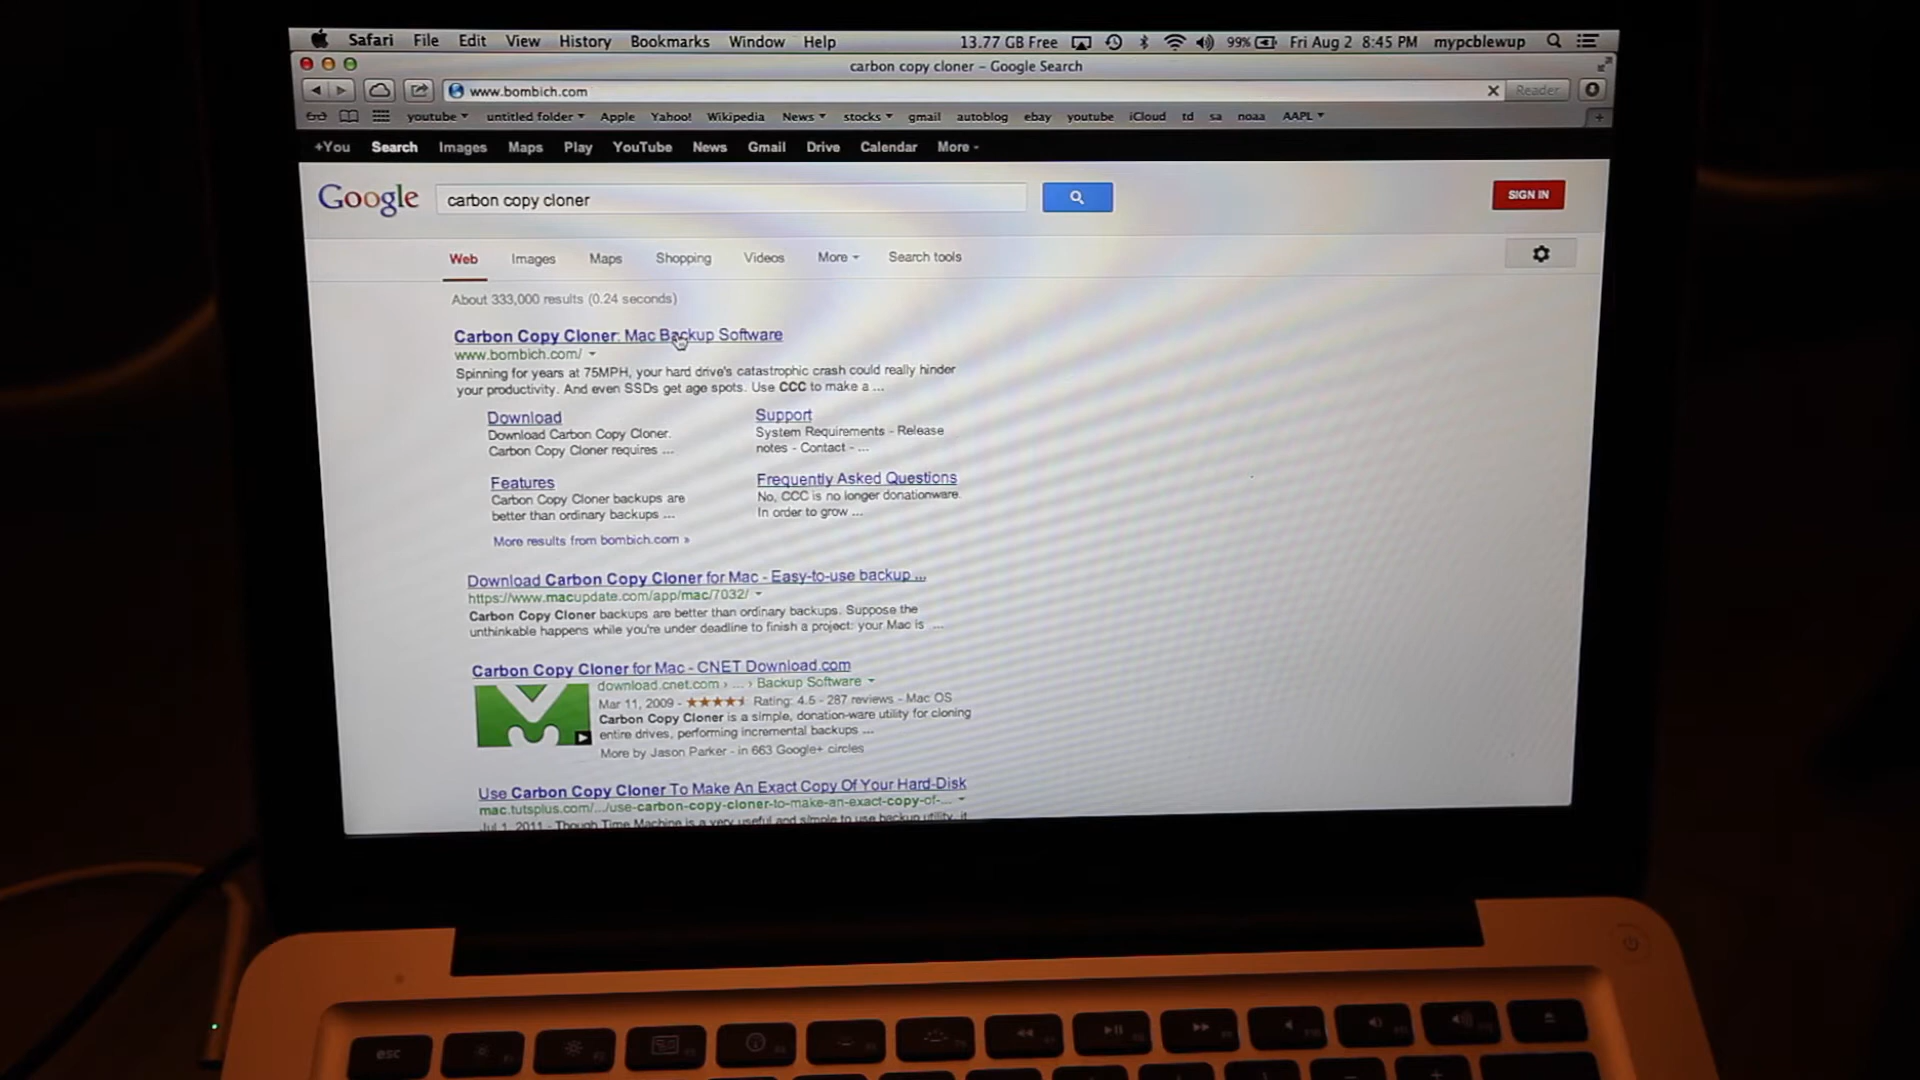 Safari File Edit View History Bookmarks Window Help 13.77 GB Free 99% Fri Aug 2 8:45 PM mypcblewup
carbon copy cloner – Google Search
www.bombich.com Reader
youtube untitled folder Apple Yahoo! Wikipedia News stocks gmail autoblog ebay youtube iCloud td sa noaa AAPL
+You Search Images Maps Play YouTube News Gmail Drive Calendar More
Google carbon copy cloner SIGN IN
Web Images Maps Shopping Videos More Search tools
About 333,000 results (0.24 seconds)
Carbon Copy Cloner: Mac Backup Software
www.bombich.com/
Spinning for years at 75MPH, your hard drive's catastrophic crash could really hinder
your productivity. And even SSDs get age spots. Use CCC to make a ...
Download
Download Carbon Copy Cloner.
Carbon Copy Cloner requires ...
Support
System Requirements - Release
notes - Contact - ...
Features
Carbon Copy Cloner backups are
better than ordinary backups ...
Frequently Asked Questions
No, CCC is no longer donationware.
In order to grow ...
More results from bombich.com »
Download Carbon Copy Cloner for Mac - Easy-to-use backup ...
https://www.macupdate.com/app/mac/7032/
Carbon Copy Cloner backups are better than ordinary backups. Suppose the
unthinkable happens while you're under deadline to finish a project: your Mac is ...
Carbon Copy Cloner for Mac - CNET Download.com
download.cnet.com › ... › Backup Software
Mar 11, 2009 - Rating: 4.5 - 287 reviews - Mac OS
Carbon Copy Cloner is a simple, donation-ware utility for cloning
entire drives, performing incremental backups ...
More by Jason Parker - in 663 Google+ circles
Use Carbon Copy Cloner To Make An Exact Copy Of Your Hard-Disk
mac.tutsplus.com/.../use-carbon-copy-cloner-to-make-an-exact-copy-of-...
Jul 1, 2011 - Though Time Machine is a very useful and simple to use backup utility, it
esc